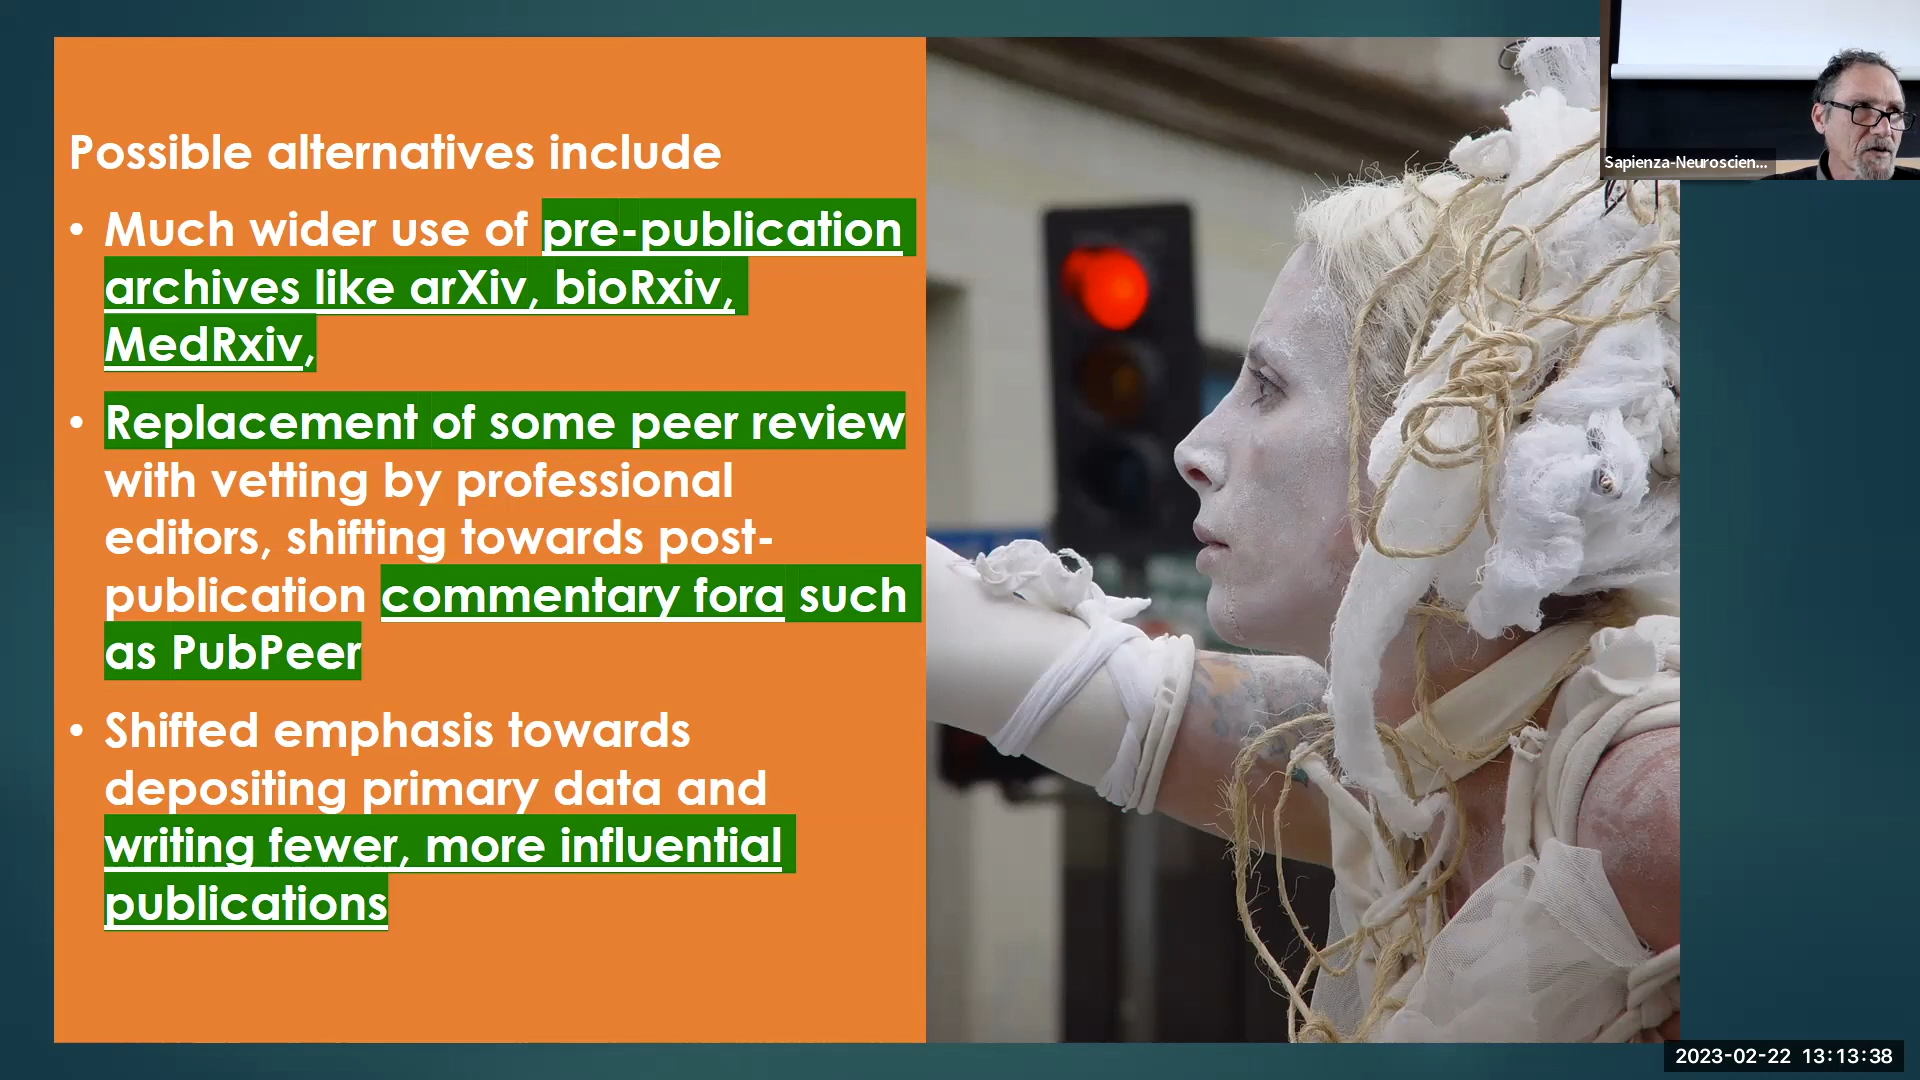 Possible alternatives include
• Much wider use of pre-publication
archives like arXiv, bioRxiv,
MedRxiv,
• Replacement of some peer review
with vetting by professional
editors, shifting towards post-
publication commentary fora such
as PubPeer
• Shifted emphasis towards
depositing primary data and
writing fewer, more influential
publications
Sapienza-Neuroscien...
2023-02-22 13:13:38